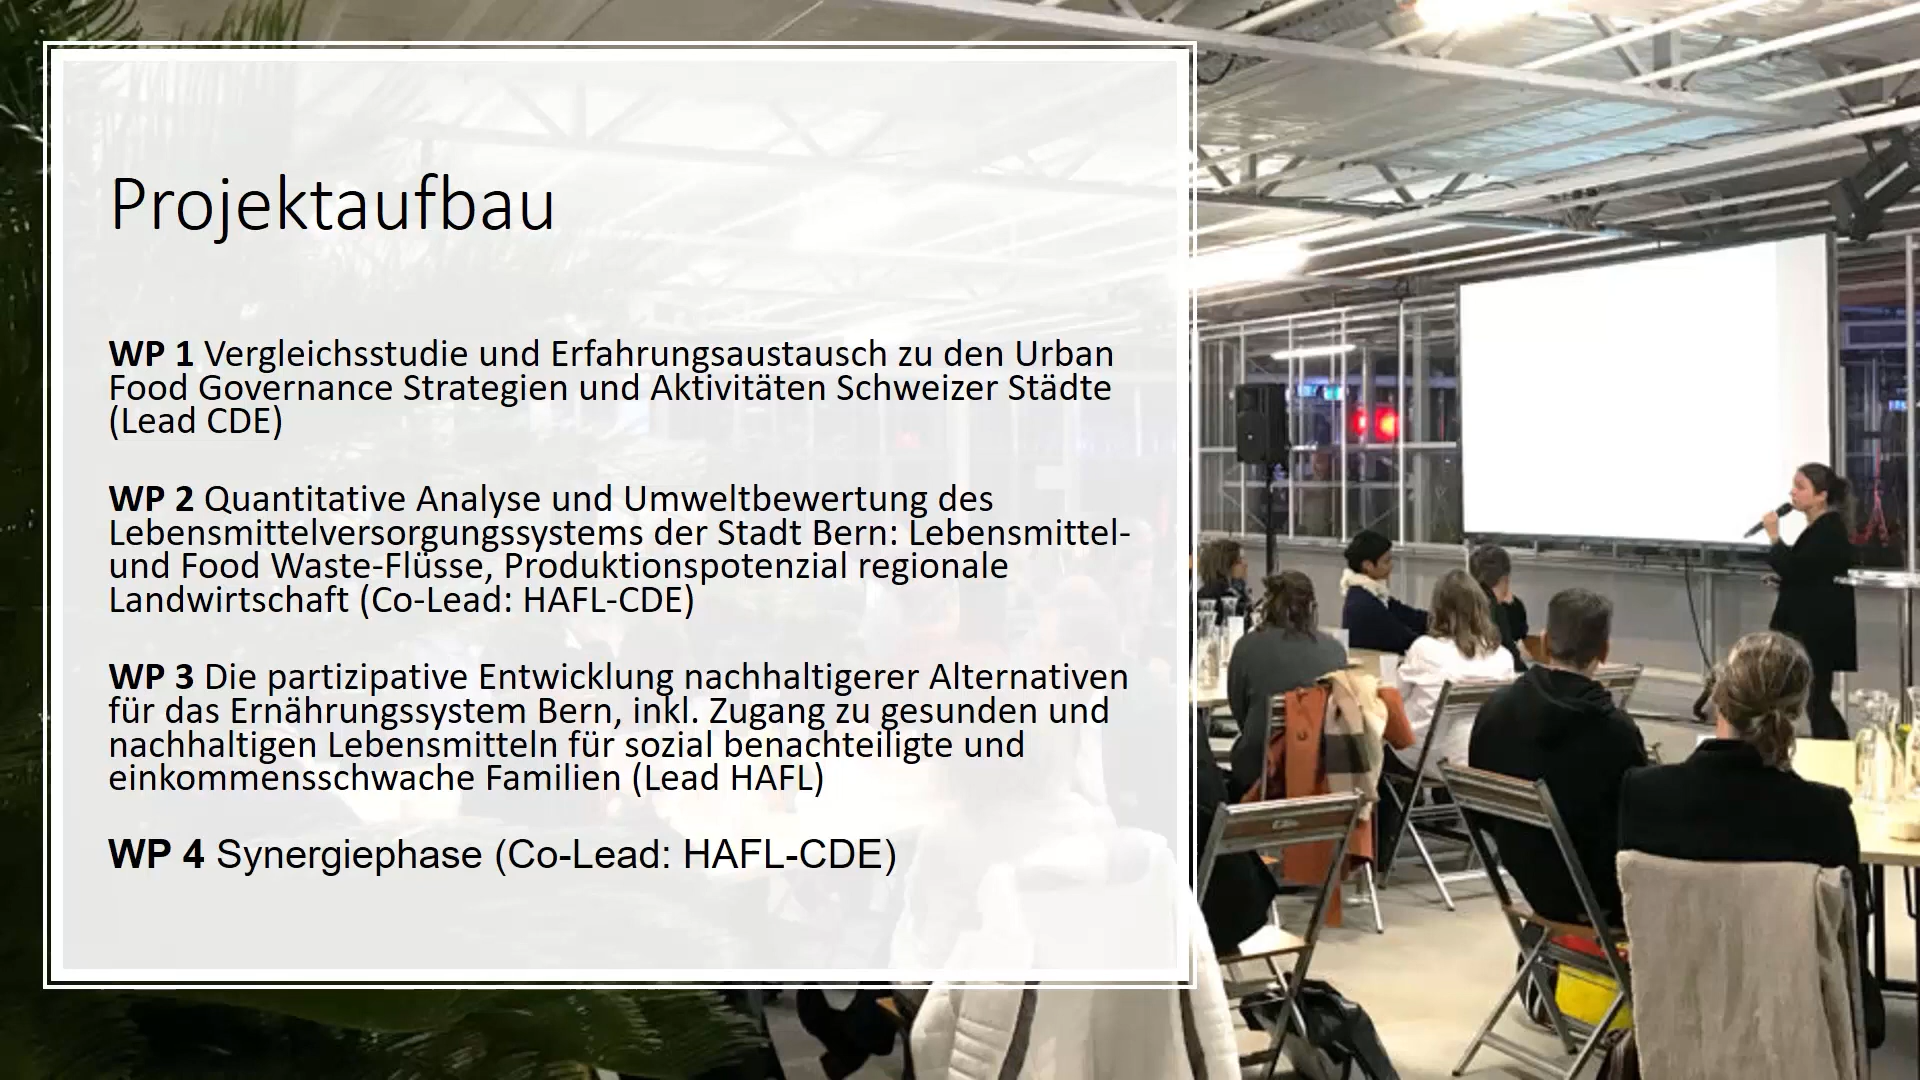 Projektaufbau
WP 1 Vergleichsstudie und Erfahrungsaustausch zu den Urban
Food Governance Strategien und Aktivitäten Schweizer Städte
(Lead CDE)
WP 2 Quantitative Analyse und Umweltbewertung des
Lebensmittelversorgungssystems der Stadt Bern: Lebensmittel-
und Food Waste-Flüsse, Produktionspotenzial regionale
Landwirtschaft (Co-Lead: HAFL-CDE)
WP 3 Die partizipative Entwicklung nachhaltigerer Alternativen
für das Ernährungssystem Bern, inkl. Zugang zu gesunden und
nachhaltigen Lebensmitteln für sozial benachteiligte und
einkommensschwache Familien (Lead HAFL)
WP 4 Synergiephase (Co-Lead: HAFL-CDE)